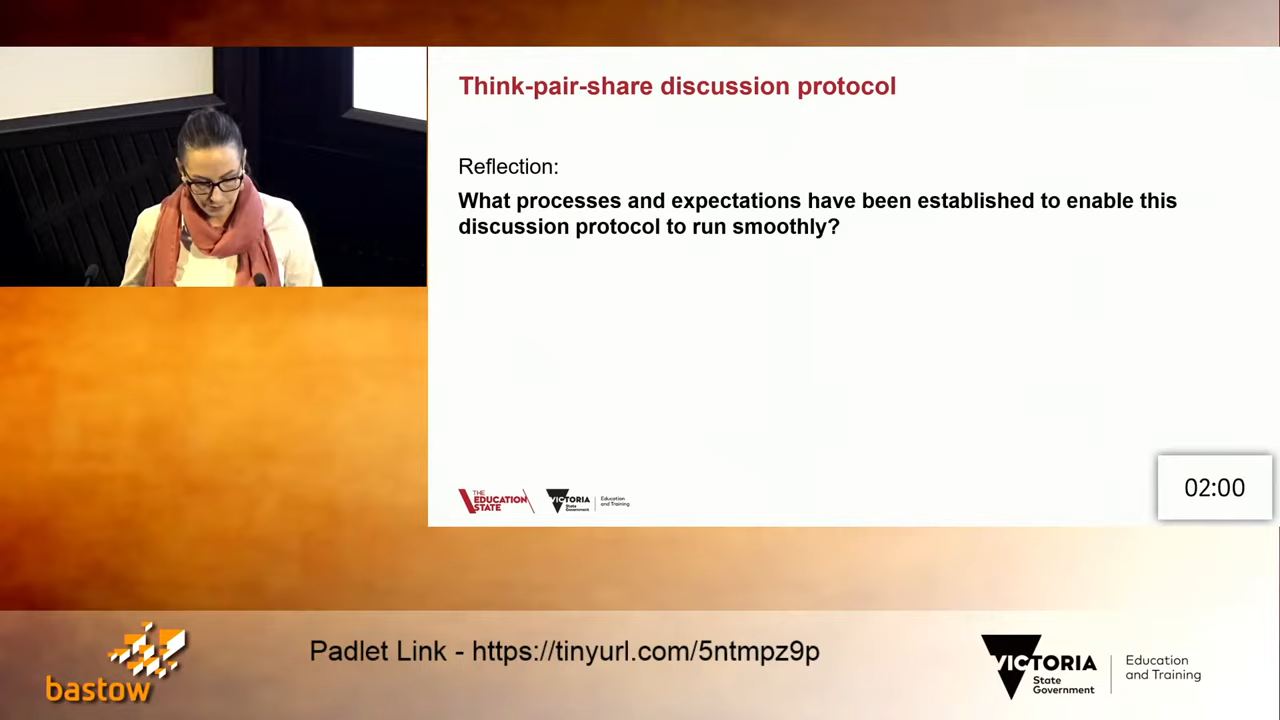 Think-pair-share discussion protocol
Reflection:
What processes and expectations have been established to enable this
discussion protocol to run smoothly?
THE
EDUCATION
STATE
VICTORIA
State
Government
Education
and Training
02:00
bastow
Padlet Link - https://tinyurl.com/5ntmpz9p
VICTORIA
State
Government
Education
and Training